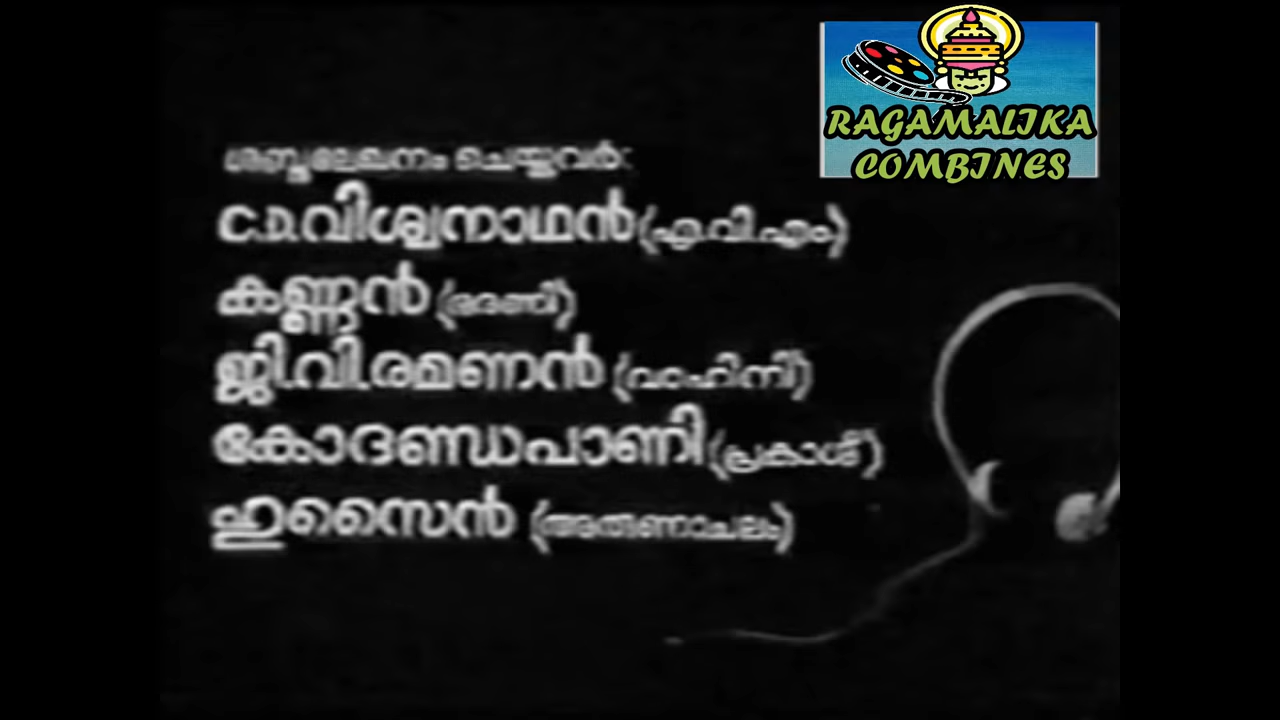 RAGAMALIKA
COMBINES
ശബ്ദലേഖനം ചെയ്തവർ:
C.D.വിശ്വനാഥൻ (എ.വി.എം)
കണ്ണൻ (ഭരണി)
ജി.വി.രമണൻ (വാഹിനി)
കോദണ്ഡപാണി (പ്രകാശ്)
ഹുസൈൻ (അരുണാചലം)